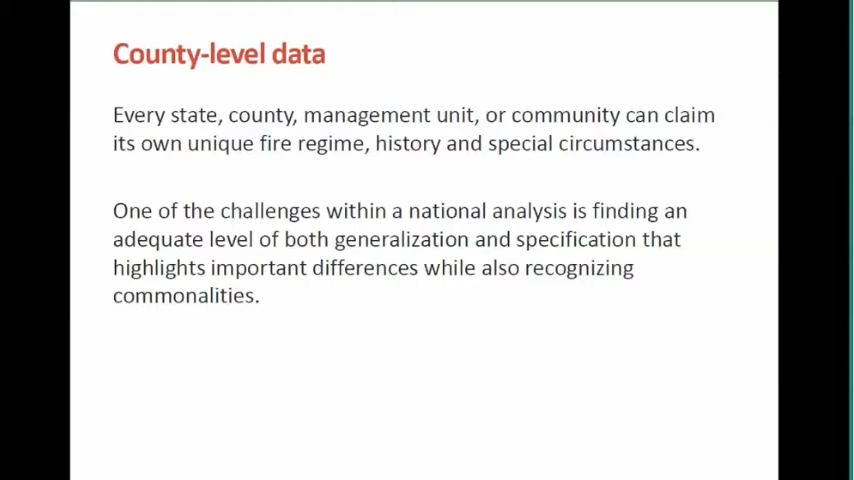 County-level data
Every state, county, management unit, or community can claim
its own unique fire regime, history and special circumstances.
One of the challenges within a national analysis is finding an
adequate level of both generalization and specification that
highlights important differences while also recognizing
commonalities.